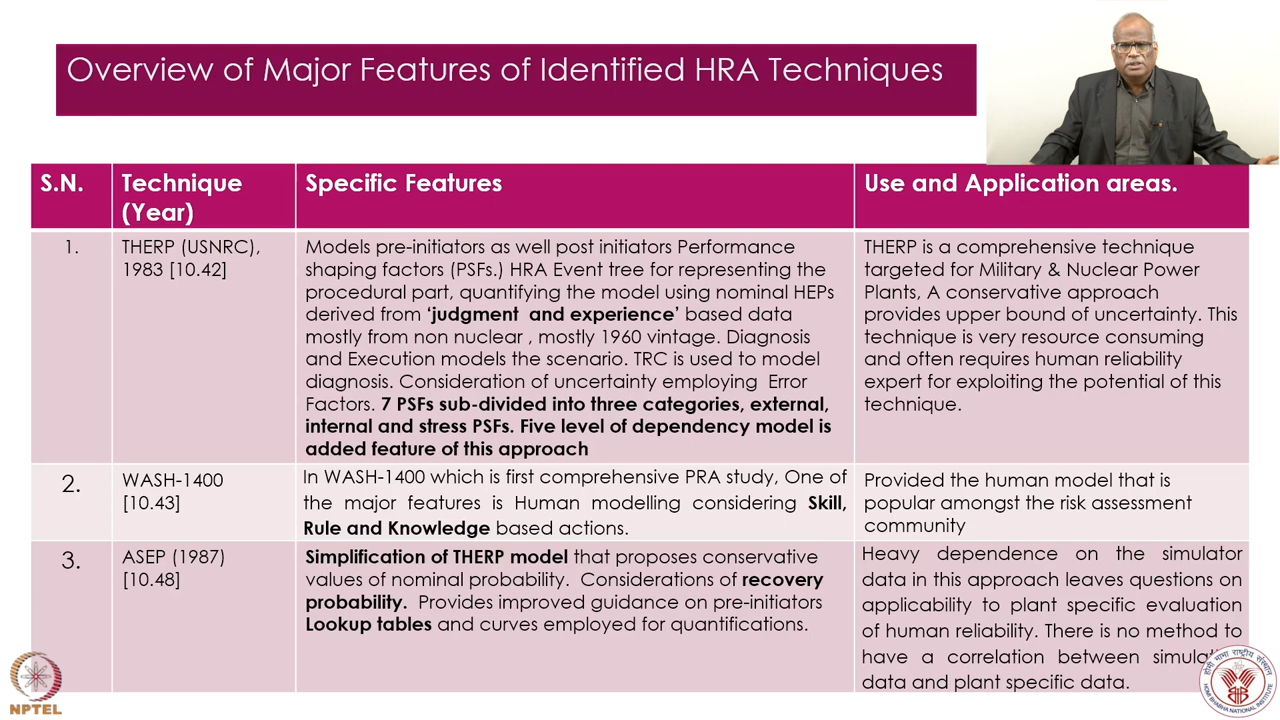 Overview of Major Features of Identified HRA Techniques
S.N.
Technique
(Year)
Specific Features
Use and Application areas.
1.
THERP (USNRC),
1983 [10.42]
Models pre-initiators as well post initiators Performance
shaping factors (PSFs.) HRA Event tree for representing the
procedural part, quantifying the model using nominal HEPs
derived from ‘judgment and experience’ based data
mostly from non nuclear , mostly 1960 vintage. Diagnosis
and Execution models the scenario. TRC is used to model
diagnosis. Consideration of uncertainty employing Error
Factors. 7 PSFs sub-divided into three categories, external,
internal and stress PSFs. Five level of dependency model is
added feature of this approach
THERP is a comprehensive technique
targeted for Military & Nuclear Power
Plants, A conservative approach
provides upper bound of uncertainty. This
technique is very resource consuming
and often requires human reliability
expert for exploiting the potential of this
technique.
2.
WASH-1400
[10.43]
In WASH-1400 which is first comprehensive PRA study, One of
the major features is Human modelling considering Skill,
Rule and Knowledge based actions.
Provided the human model that is
popular amongst the risk assessment
community
3.
ASEP (1987)
[10.48]
Simplification of THERP model that proposes conservative
values of nominal probability. Considerations of recovery
probability. Provides improved guidance on pre-initiators
Lookup tables and curves employed for quantifications.
Heavy dependence on the simulator
data in this approach leaves questions on
applicability to plant specific evaluation
of human reliability. There is no method to
have a correlation between
data and plant specific data.
NPTEL
होमी भाभा राष्ट्रीय संस्थान
HOMI BHABHA NATIONAL INSTITUTE